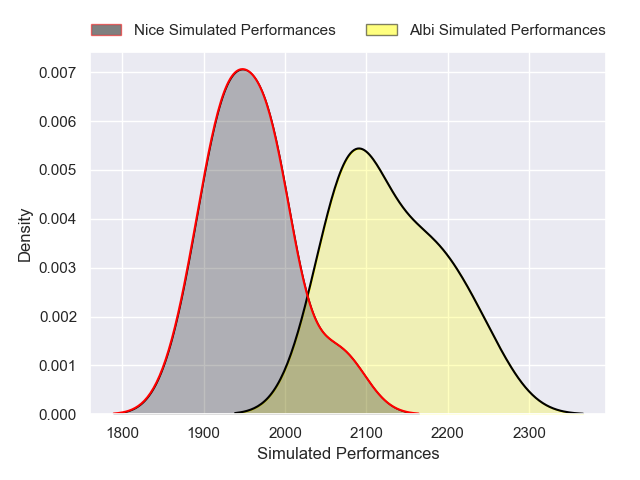 Nice Simulated Performances Albi Simulated Performances
0.007
0.006
0.005
0.004
0.003
0.002
0.001
0.000
Density
1800 1900 2000 2100 2200 2300
Simulated Performances